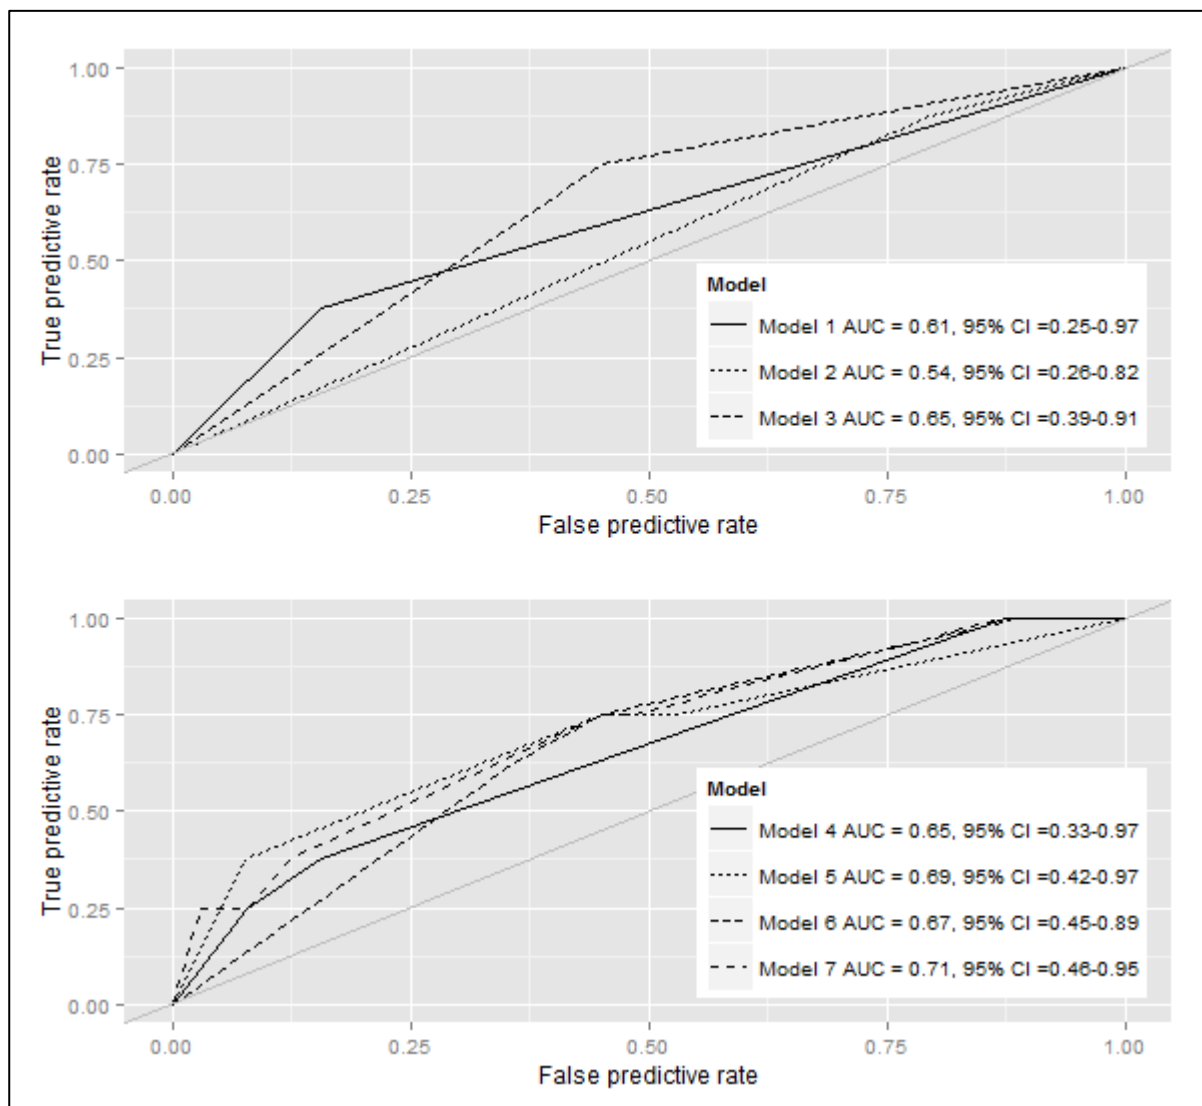 1.00
0.75
0.50
0.25
0.00
True predictive rate
Model
Model 1 AUC = 0.61, 95% CI =0.25-0.97
Model 2 AUC = 0.54, 95% CI =0.26-0.82
Model 3 AUC = 0.65, 95% CI =0.39-0.91
0.00 0.25 0.50 0.75 1.00
False predictive rate
1.00
0.75
0.50
0.25
0.00
True predictive rate
Model
Model 4 AUC = 0.65, 95% CI =0.33-0.97
Model 5 AUC = 0.69, 95% CI =0.42-0.97
Model 6 AUC = 0.67, 95% CI =0.45-0.89
Model 7 AUC = 0.71, 95% CI =0.46-0.95
0.00 0.25 0.50 0.75 1.00
False predictive rate